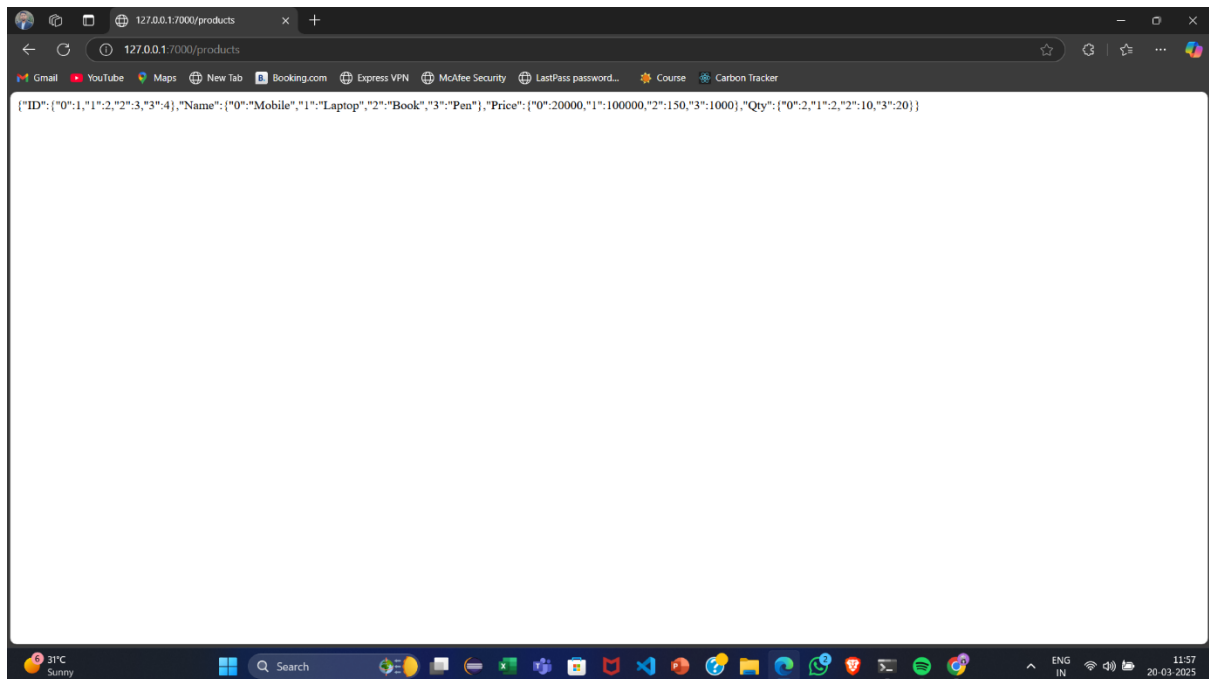 127.0.0.1:7000/products
127.0.0.1:7000/products
Gmail YouTube Maps New Tab B. Booking.com Express VPN McAfee Security LastPass password... Course Carbon Tracker
{"ID":{"0":1,"1":2,"2":3,"3":4},"Name":{"0":"Mobile","1":"Laptop","2":"Book","3":"Pen"},"Price":{"0":20000,"1":100000,"2":150,"3":1000},"Qty":{"0":2,"1":2,"2":10,"3":20}}
6 31°C Search 2 ENG 11:57
Sunny IN 20-03-2025